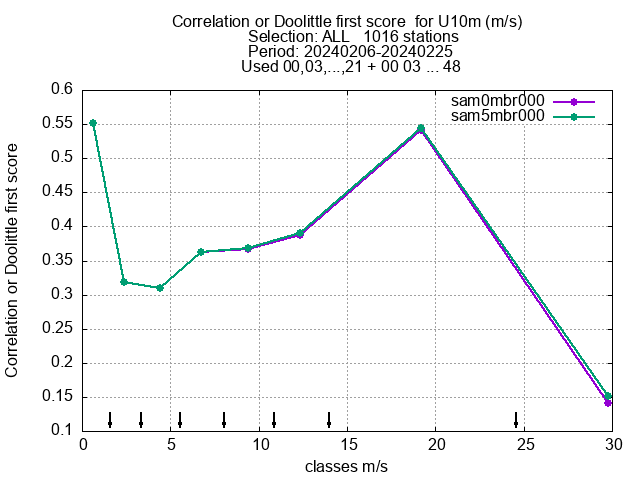 Correlation or Doolittle first score  for U10m (m/s)
Selection: ALL   1016 stations
Period: 20240206-20240225
Used 00,03,...,21 + 00 03 ... 48
sam0mbr000
sam5mbr000
Correlation or Doolittle first score
0.6
0.55
0.5
0.45
0.4
0.35
0.3
0.25
0.2
0.15
0.1
0 5 10 15 20 25 30
classes m/s